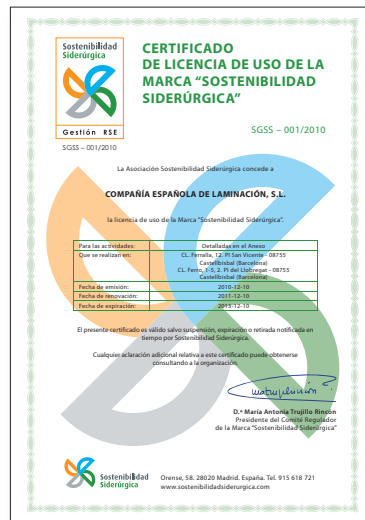 Sostenibilidad
Siderúrgica
Gestión RSE
SGSS – 001/2010
CERTIFICADO
DE LICENCIA DE USO DE LA
MARCA “SOSTENIBILIDAD
SIDERÚRGICA”
SGSS – 001/2010
La Asociación Sostenibilidad Siderúrgica concede a
COMPAÑÍA ESPAÑOLA DE LAMINACIÓN, S.L.
la licencia de uso de la Marca “Sostenibilidad Siderúrgica”.
Para las actividades: Detalladas en el Anexo
Que se realizan en: CL. Ferralla, 12. PI San Vicente - 08755
Castellbisbal (Barcelona)
CL. Ferro, 1-5, 2. PI del Llobregat - 08755
Castellbisbal (Barcelona)
Fecha de emisión: 2010-12-10
Fecha de renovación: 2011-12-10
Fecha de expiración: 2013-12-10
El presente certificado es válido salvo suspensión, expiración o retirada notificada en
tiempo por Sostenibilidad Siderúrgica.
Cualquier aclaración adicional relativa a este certificado puede obtenerse
consultando a la organización.
D.ª María Antonia Trujillo Rincón
Presidente del Comité Regulador
de la Marca “Sostenibilidad Siderúrgica”
Sostenibilidad
Siderúrgica
Orense, 58. 28020 Madrid. España. Tel. 915 618 721
www.sostenibilidadsiderurgica.com